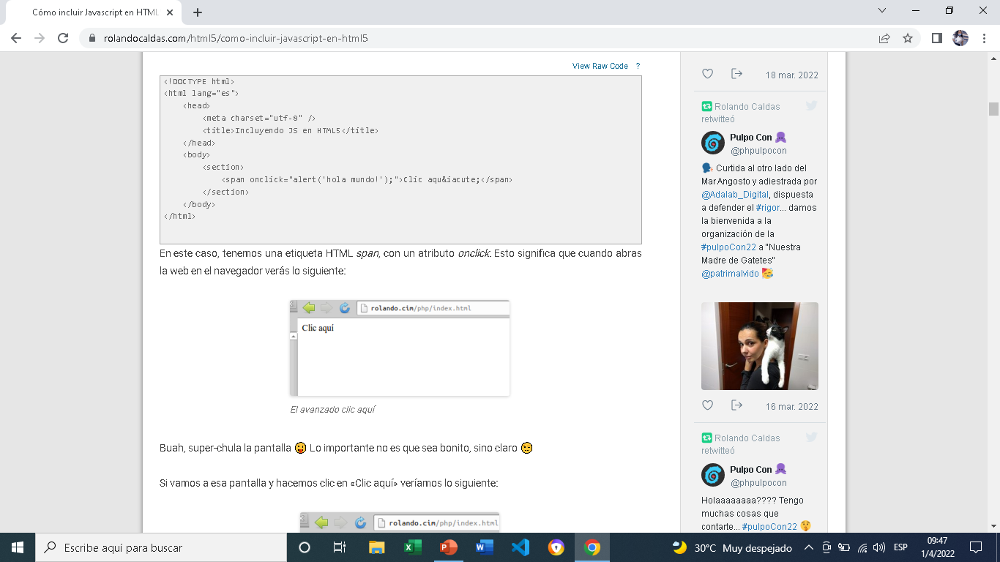 Cómo incluir Javascript en HTML
rolandocaldas.com/html5/como-incluir-javascript-en-html5
View Raw Code ?
<!DOCTYPE html>
<html lang="es">
<head>
<meta charset="utf-8" />
<title>Incluyendo JS en HTML5</title>
</head>
<body>
<section>
<span onclick="alert('hola mundo!');">Clic aqu&iacute;</span>
</section>
</body>
</html>
En este caso, tenemos una etiqueta HTML span, con un atributo onclick. Esto significa que cuando abras
la web en el navegador verás lo siguiente:
rolando.cim/php/index.html
Clic aquí
El avanzado clic aquí
Buah, super-chula la pantalla 😜 Lo importante no es que sea bonito, sino claro 😉
Si vamos a esa pantalla y hacemos clic en «Clic aquí» veríamos lo siguiente:
rolando.cim/php/index.html
18 mar. 2022
Rolando Caldas
retwitteó
Pulpo Con 🐙
@phpulpocon
🗣 Curtida al otro lado del
Mar Angosto y adiestrada por
@Adalab_Digital, dispuesta
a defender el #rigor... damos
la bienvenida a la
organización de la
#pulpoCon22 a "Nuestra
Madre de Gatetes"
@patrimalvido 🥳
16 mar. 2022
Rolando Caldas
retwitteó
Pulpo Con 🐙
@phpulpocon
Holaaaaaaaa???? Tengo
muchas cosas que
contarte... #pulpoCon22 🤫
Escribe aquí para buscar
30°C Muy despejado
ESP
09:47
1/4/2022